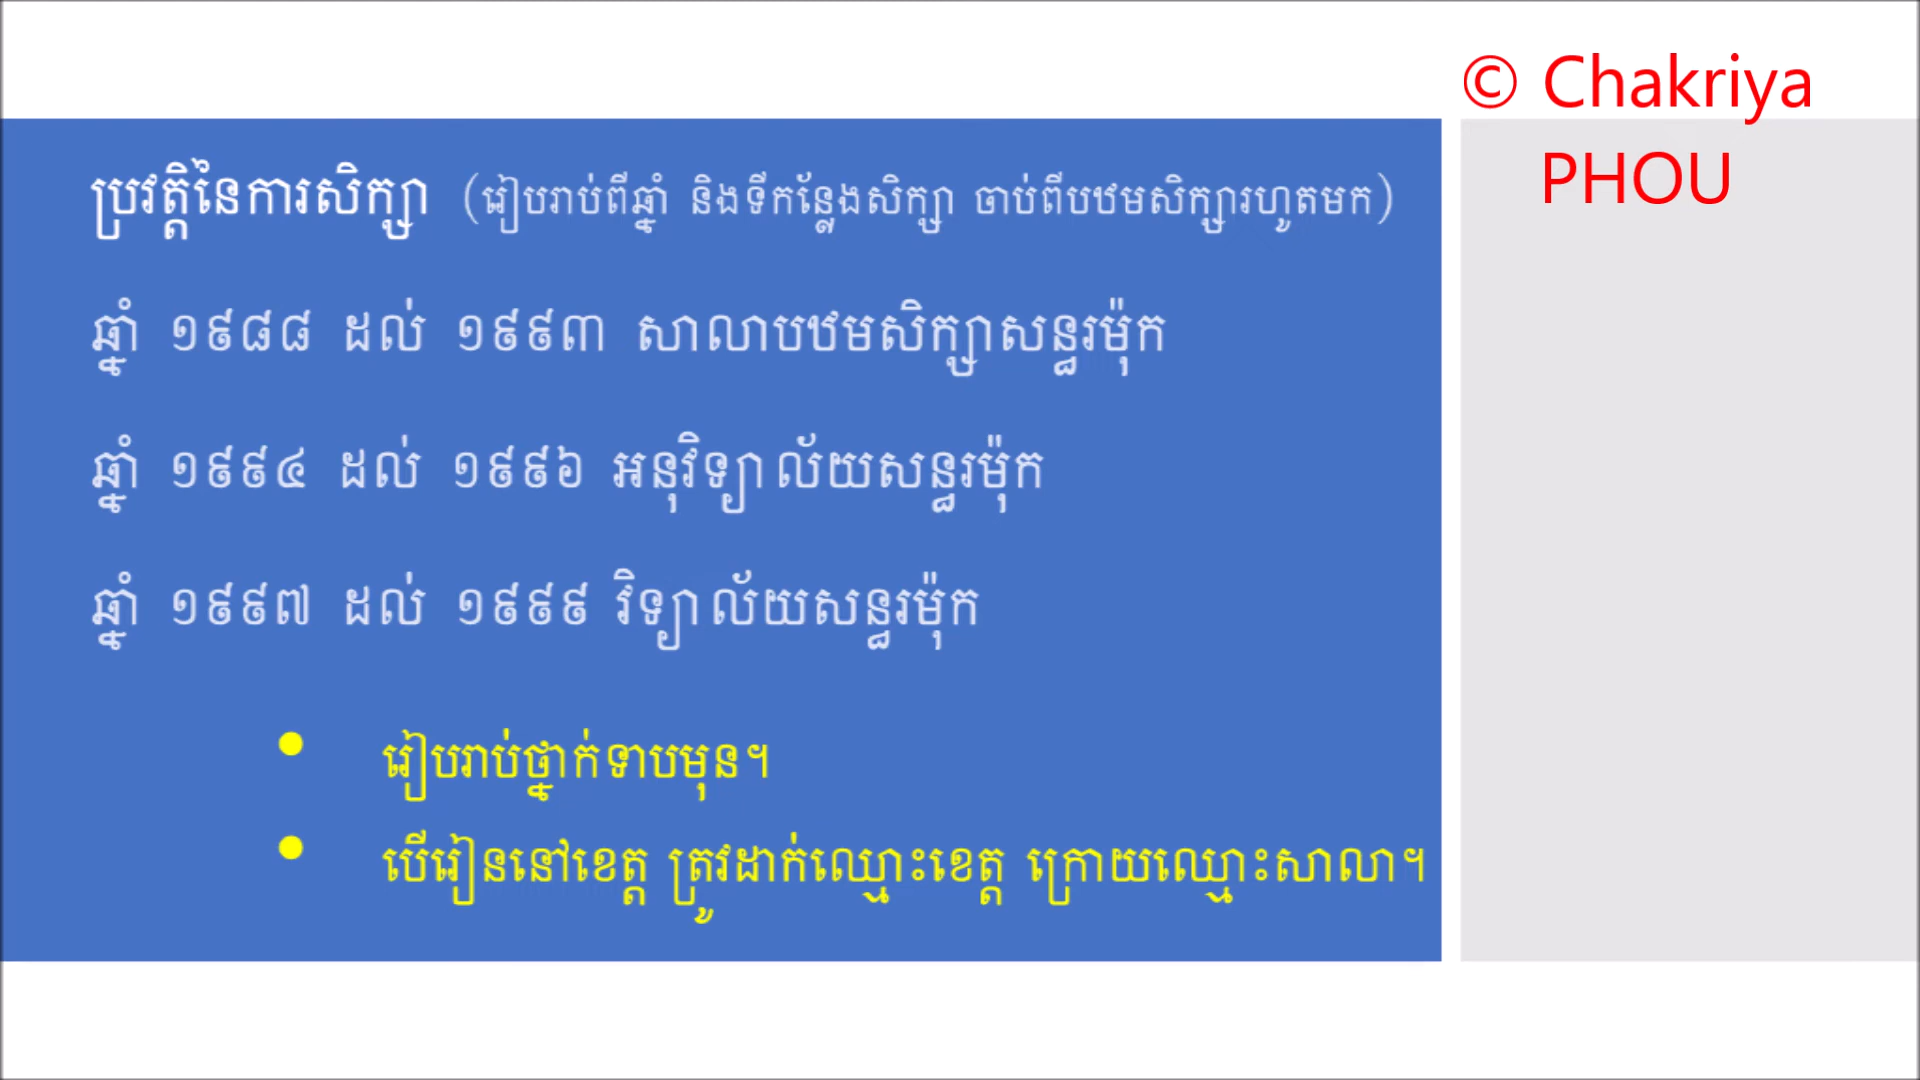 © Chakriya
PHOU
ប្រវត្តិនៃការសិក្សា (រៀបរាប់ពីឆ្នាំ និងទីកន្លែងសិក្សា ចាប់ពីបឋមសិក្សារហូតមក)
ឆ្នាំ ១៩៨៨ ដល់ ១៩៩៣ សាលាបឋមសិក្សាសន្ធរម៉ុក
ឆ្នាំ ១៩៩៤ ដល់ ១៩៩៦ អនុវិទ្យាល័យសន្ធរម៉ុក
ឆ្នាំ ១៩៩៧ ដល់ ១៩៩៩ វិទ្យាល័យសន្ធរម៉ុក
• រៀបរាប់ថ្នាក់ទាបមុន។
• បើរៀននៅខេត្ត ត្រូវដាក់ឈ្មោះខេត្ត ក្រោយឈ្មោះសាលា។